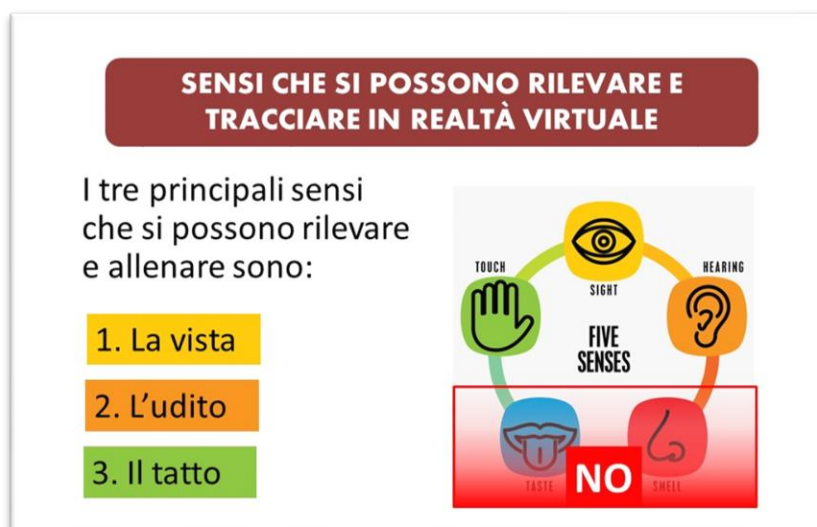 SENSI CHE SI POSSONO RILEVARE E
TRACCIARE IN REALTÀ VIRTUALE
I tre principali sensi
che si possono rilevare
e allenare sono:
1. La vista
2. L’udito
3. Il tatto
TOUCH
SIGHT
HEARING
FIVE
SENSES
TASTE
NO
SMELL